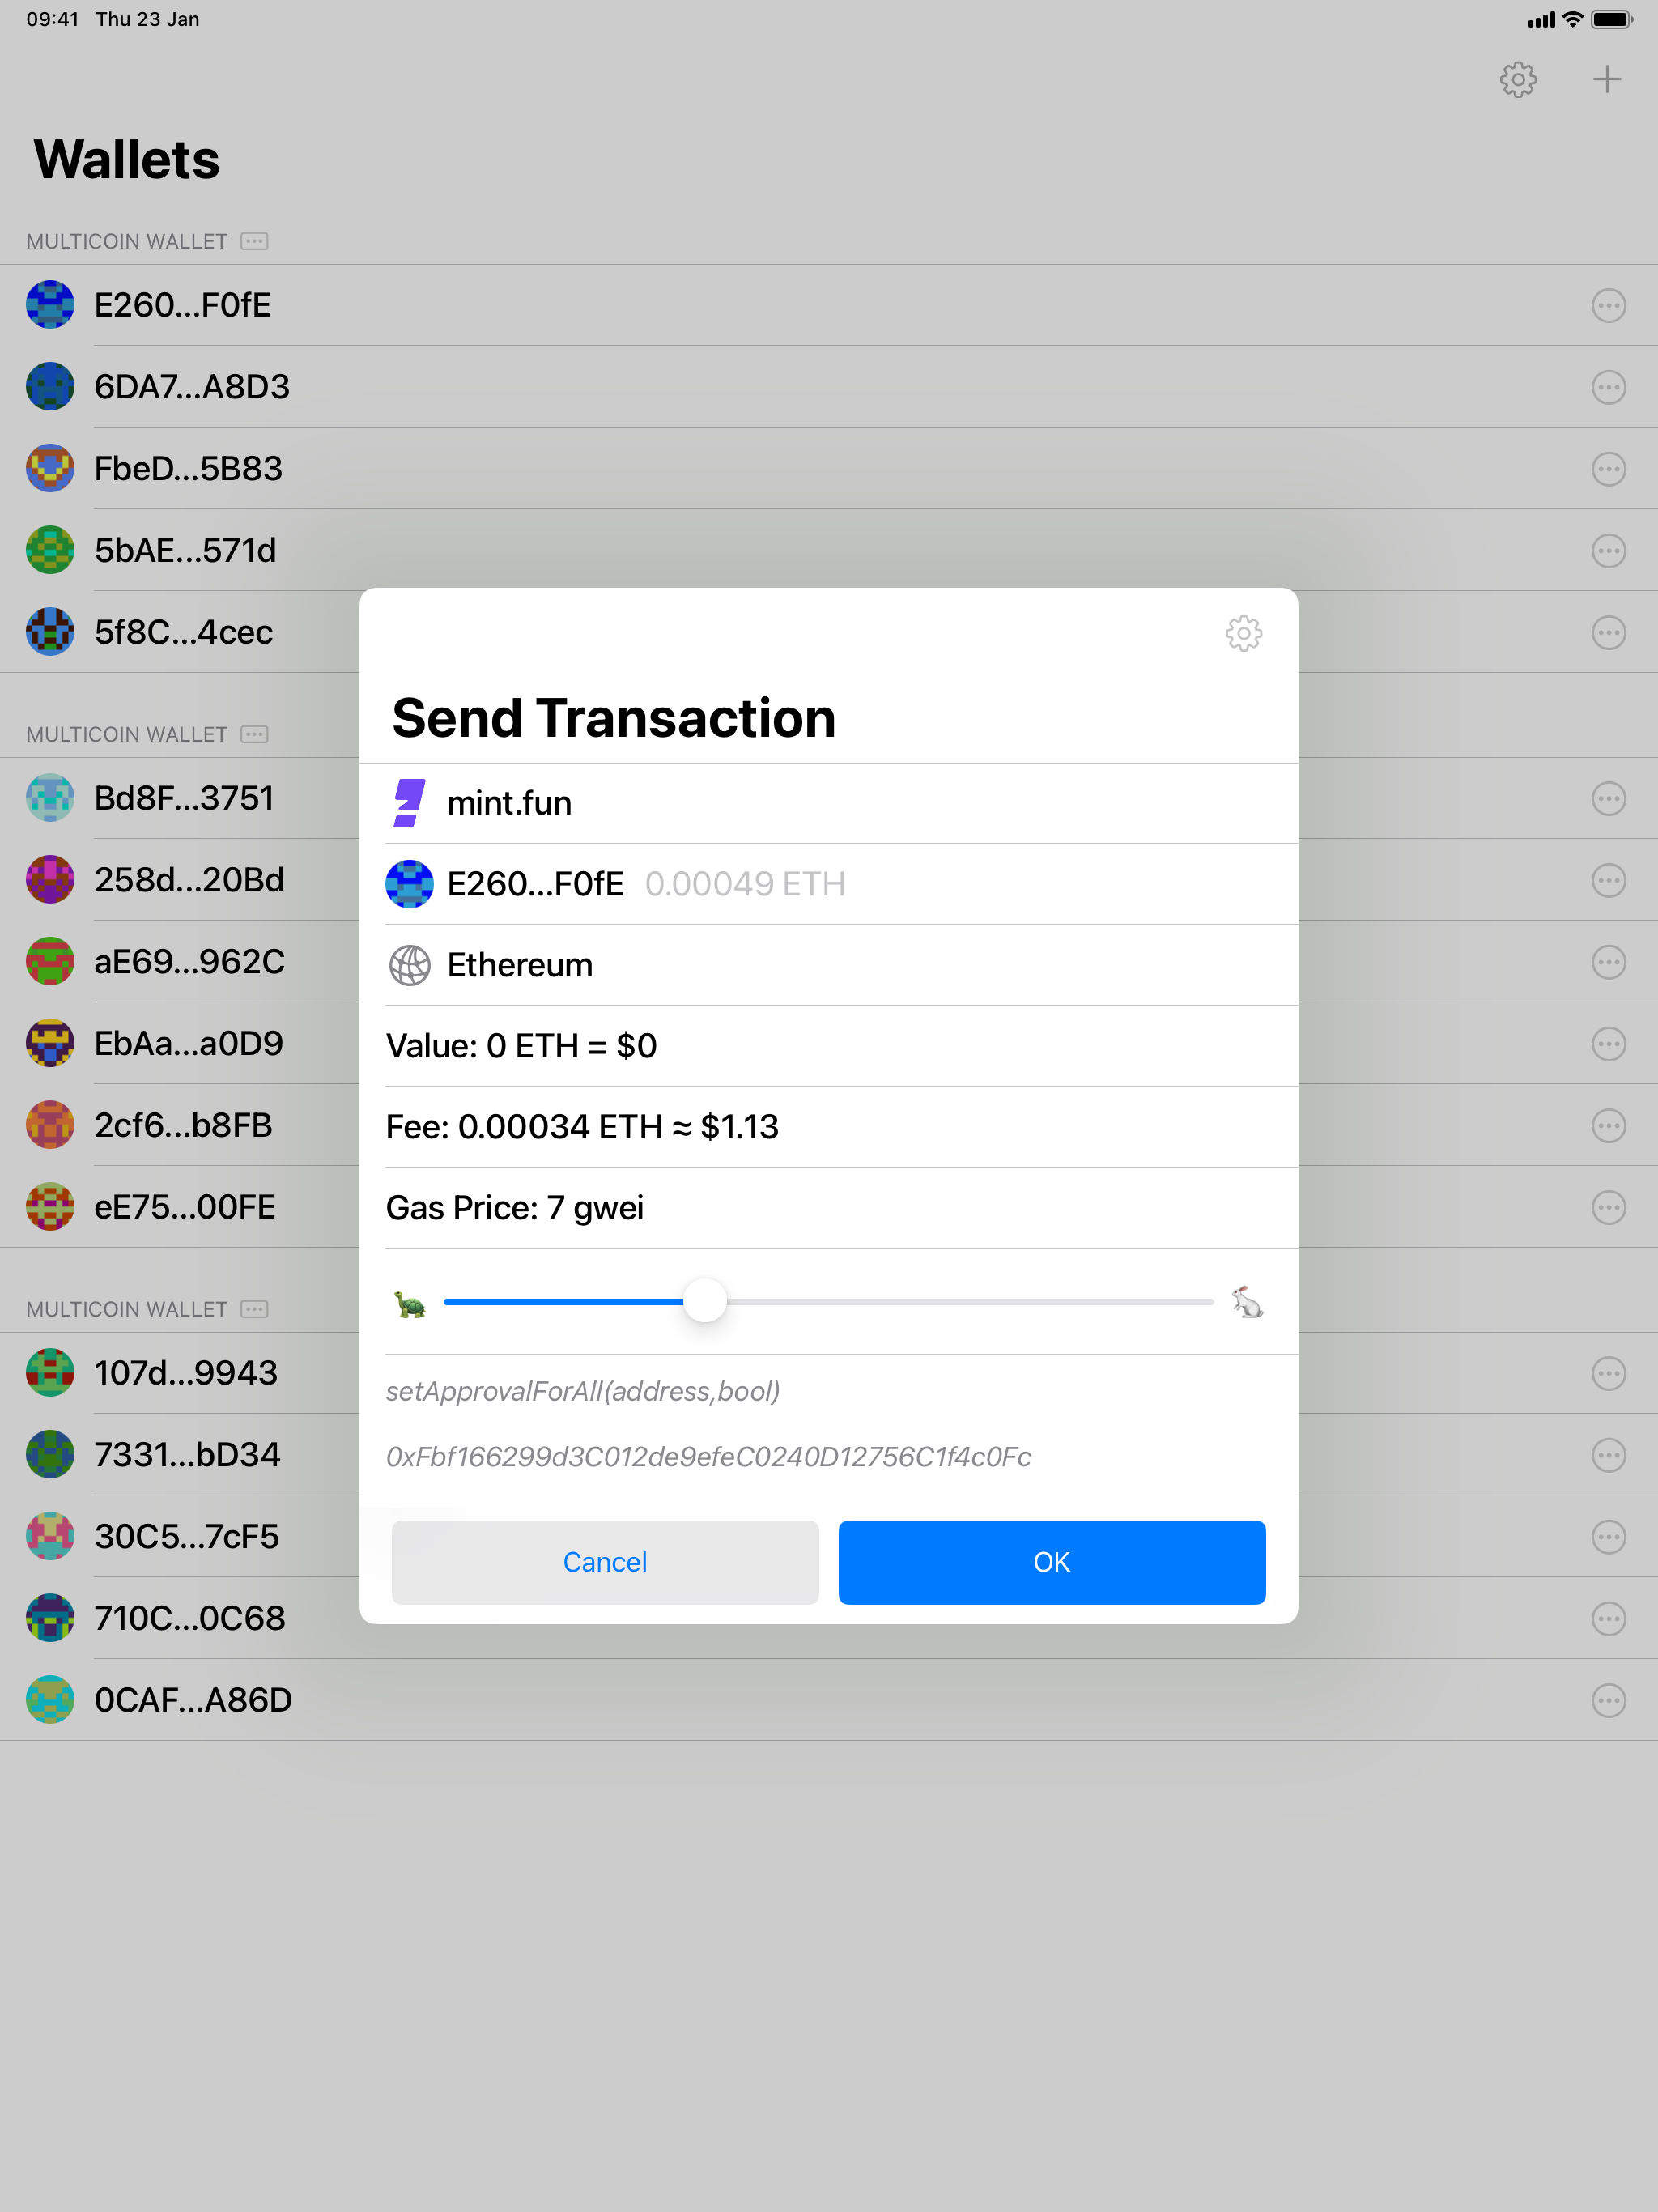 09:41 Thu 23 Jan
Wallets
MULTICOIN WALLET
E260...F0fE
6DA7...A8D3
FbeD...5B83
5bAE...571d
5f8C...4cec
MULTICOIN WALLET
Bd8F...3751
258d...20Bd
aE69...962C
EbAa...a0D9
2cf6...b8FB
eE75...00FE
MULTICOIN WALLET
107d...9943
7331...bD34
30C5...7cF5
710C...0C68
0CAF...A86D
Send Transaction
mint.fun
E260...F0fE 0.00049 ETH
Ethereum
Value: 0 ETH = $0
Fee: 0.00034 ETH ≈ $1.13
Gas Price: 7 gwei
setApprovalForAll(address,bool)
0xFbf166299d3C012de9efeC0240D12756C1f4c0Fc
Cancel OK